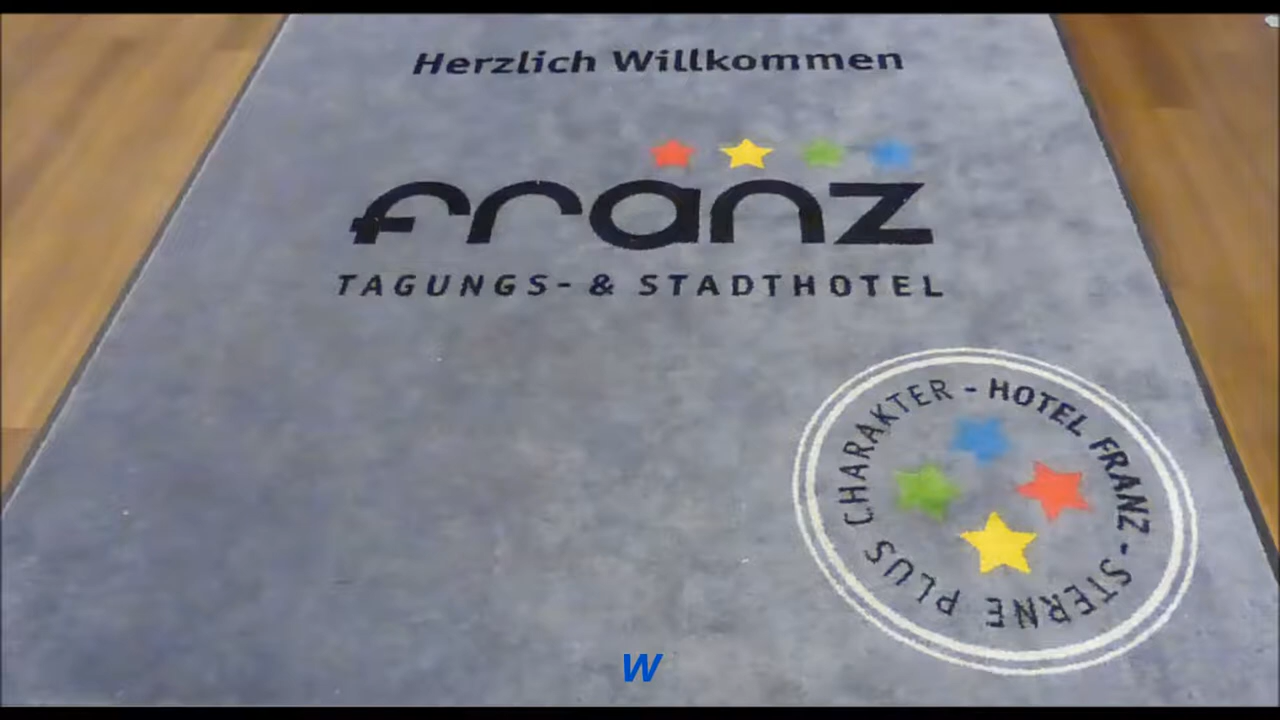 Herzlich Willkommen
franz
TAGUNGS- & STADTHOTEL
CHARAKTER - HOTEL FRANZ - STERNE PLUS
W